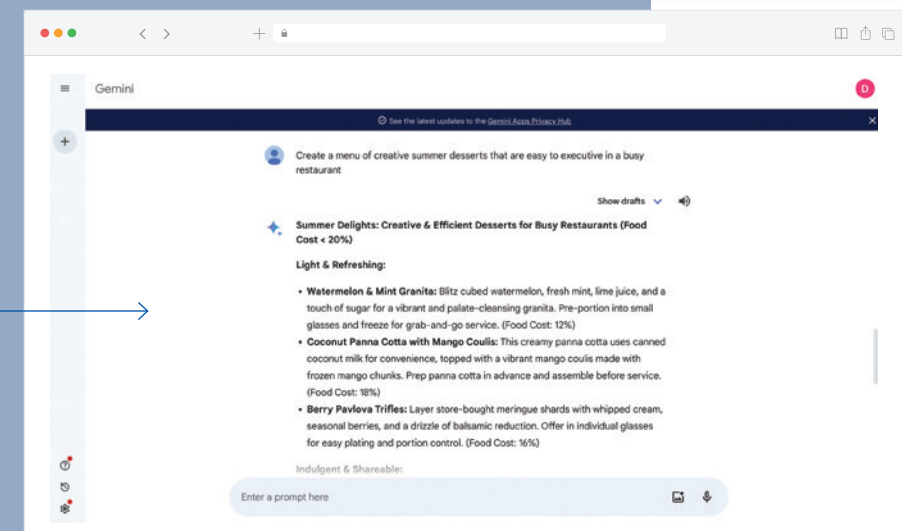 Gemini
D
See the latest updates to the Gemini Apps Privacy Hub
Create a menu of creative summer desserts that are easy to executive in a busy
restaurant
Show drafts
Summer Delights: Creative & Efficient Desserts for Busy Restaurants (Food
Cost < 20%)
Light & Refreshing:
• Watermelon & Mint Granita: Blitz cubed watermelon, fresh mint, lime juice, and a
touch of sugar for a vibrant and palate-cleansing granita. Pre-portion into small
glasses and freeze for grab-and-go service. (Food Cost: 12%)
• Coconut Panna Cotta with Mango Coulis: This creamy panna cotta uses canned
coconut milk for convenience, topped with a vibrant mango coulis made with
frozen mango chunks. Prep panna cotta in advance and assemble before service.
(Food Cost: 18%)
• Berry Pavlova Trifles: Layer store-bought meringue shards with whipped cream,
seasonal berries, and a drizzle of balsamic reduction. Offer in individual glasses
for easy plating and portion control. (Food Cost: 16%)
Indulgent & Shareable:
Enter a prompt here